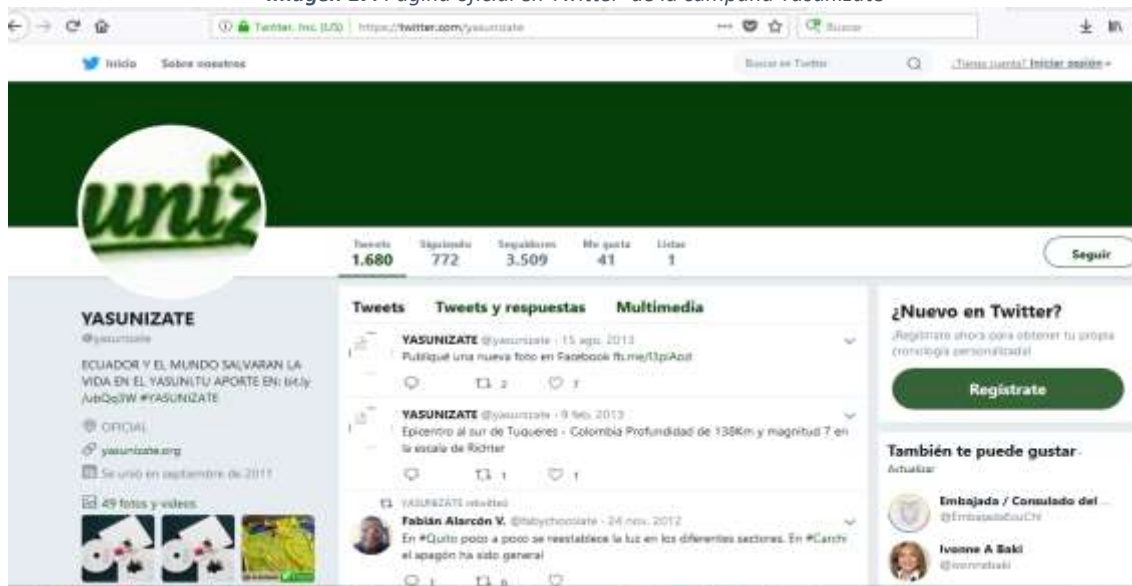 Página oficial en Twitter de la campaña Yasunízate
Twitter, Inc. (US) https://twitter.com/yasunizate
Buscar
Inicio Sobre nosotros
Buscar en Twitter
¿Tienes cuenta? Iniciar sesión
uníz
Tweets Siguiendo Seguidores Me gusta Listas
1.680 772 3.509 41 1
Seguir
YASUNIZATE
@yasunizate
ECUADOR Y EL MUNDO SALVARAN LA
VIDA EN EL YASUNI.TU APORTE EN: bit.ly
#YASUNIZATE
OFICIAL
yasunizate.org
Se unió en septiembre de 2011
49 fotos y videos
Tweets Tweets y respuestas Multimedia
YASUNIZATE @yasunizate · 15 ago. 2013
Publiqué una nueva foto en Facebook
2 7
YASUNIZATE @yasunizate · 9 feb. 2013
Epicentro al sur de Tuqueres - Colombia Profundidad de 138Km y magnitud 7 en
la escala de Richter
1 1
YASUNIZATE retwitteó
Fabián Alarcón V. @fabychocolate · 24 nov. 2012
En #Quito poco a poco se reestablece la luz en los diferentes sectores. En #Carchi
el apagón ha sido general
1 6
¿Nuevo en Twitter?
¡Regístrate ahora para obtener tu propia
cronología personalizada!
Regístrate
También te puede gustar
Actualizar
Embajada / Consulado del
@EmbajadaEcuCHI
Ivonne A Baki
@ivonnebaki